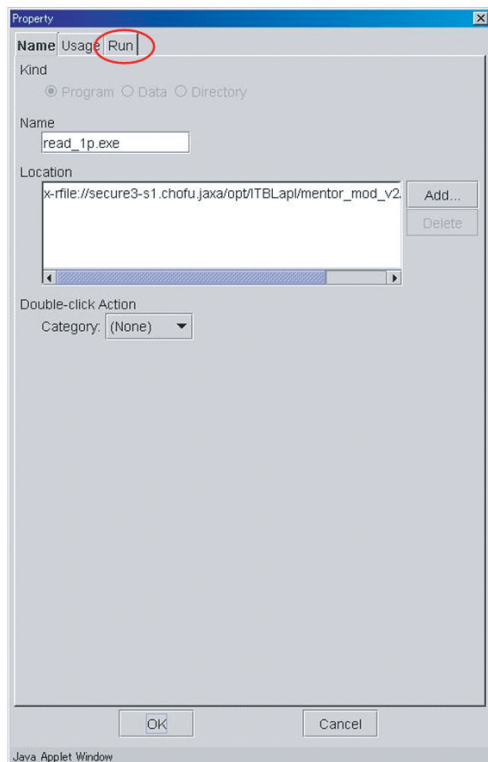 Property
Name Usage Run
Kind
Program Data Directory
Name
read_1p.exe
Location
x-rfile://secure3-s1.chofu.jaxa/opt/ITBLapl/mentor_mod_v2. Add...
Delete
Double-click Action
Category: (None)
OK Cancel
Java Applet Window